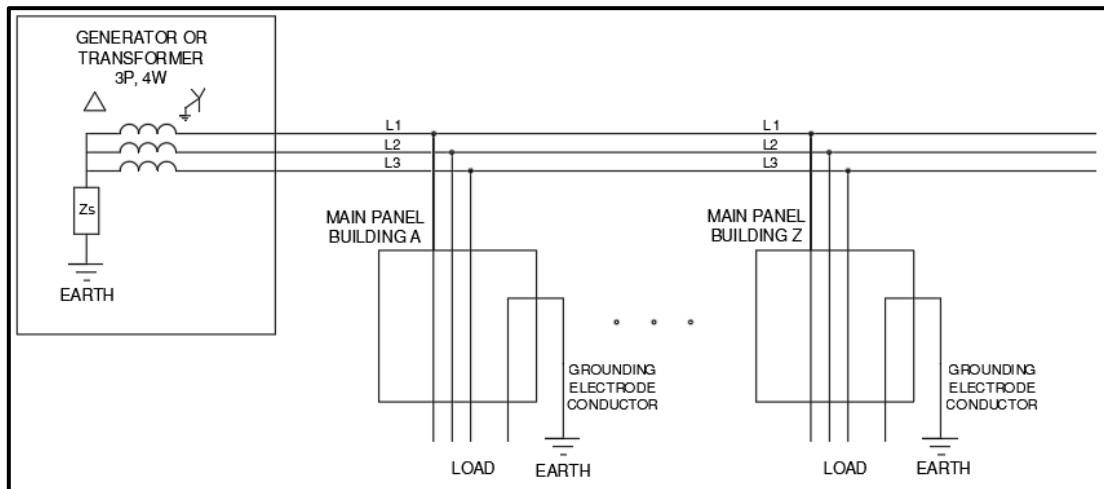 GENERATOR OR
TRANSFORMER
3P, 4W
L1
L2
L3
L1
L2
L3
Zs
EARTH
MAIN PANEL
BUILDING A
GROUNDING
ELECTRODE
CONDUCTOR
LOAD
EARTH
MAIN PANEL
BUILDING Z
GROUNDING
ELECTRODE
CONDUCTOR
LOAD
EARTH